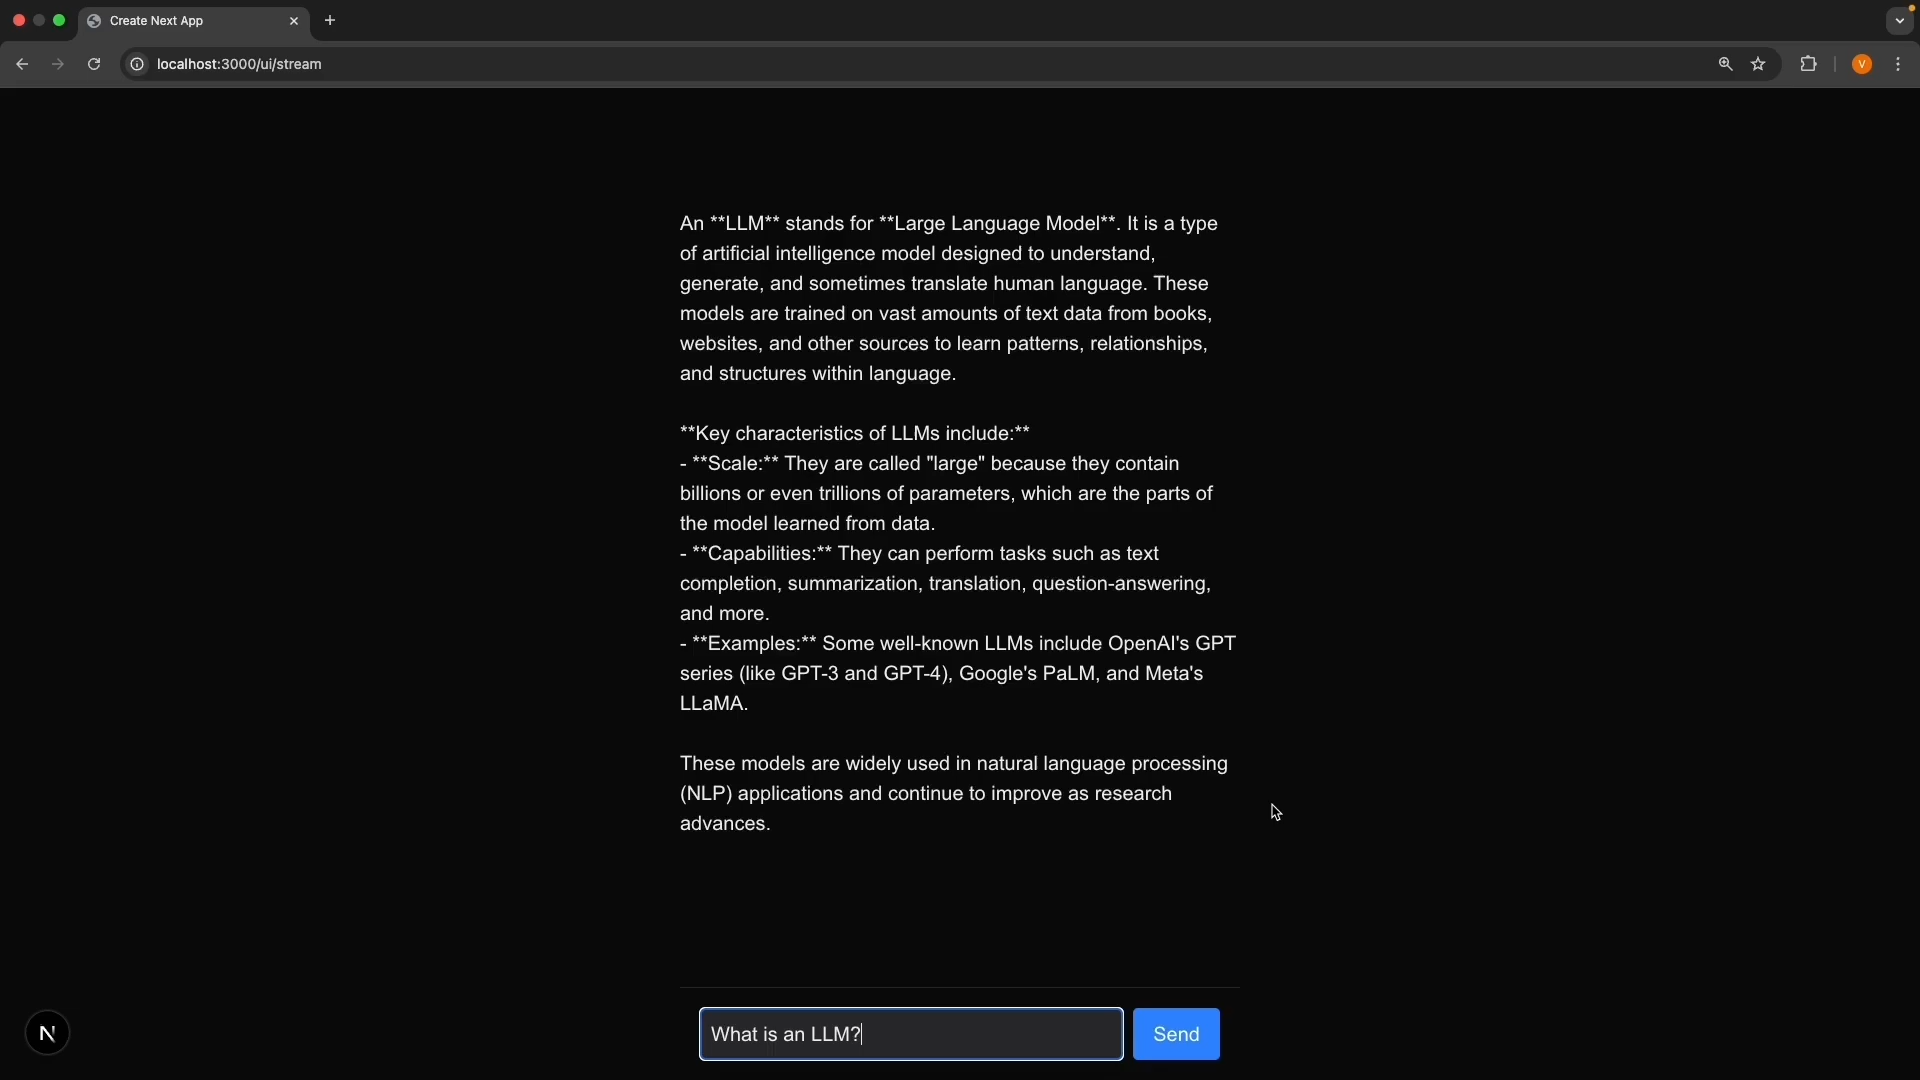 Create Next App
localhost:3000/ui/stream
V
An **LLM** stands for **Large Language Model**. It is a type
of artificial intelligence model designed to understand,
generate, and sometimes translate human language. These
models are trained on vast amounts of text data from books,
websites, and other sources to learn patterns, relationships,
and structures within language.
**Key characteristics of LLMs include:**
- **Scale:** They are called "large" because they contain
billions or even trillions of parameters, which are the parts of
the model learned from data.
- **Capabilities:** They can perform tasks such as text
completion, summarization, translation, question-answering,
and more.
- **Examples:** Some well-known LLMs include OpenAI's GPT
series (like GPT-3 and GPT-4), Google's PaLM, and Meta's
LLaMA.
These models are widely used in natural language processing
(NLP) applications and continue to improve as research
advances.
N
What is an LLM?
Send